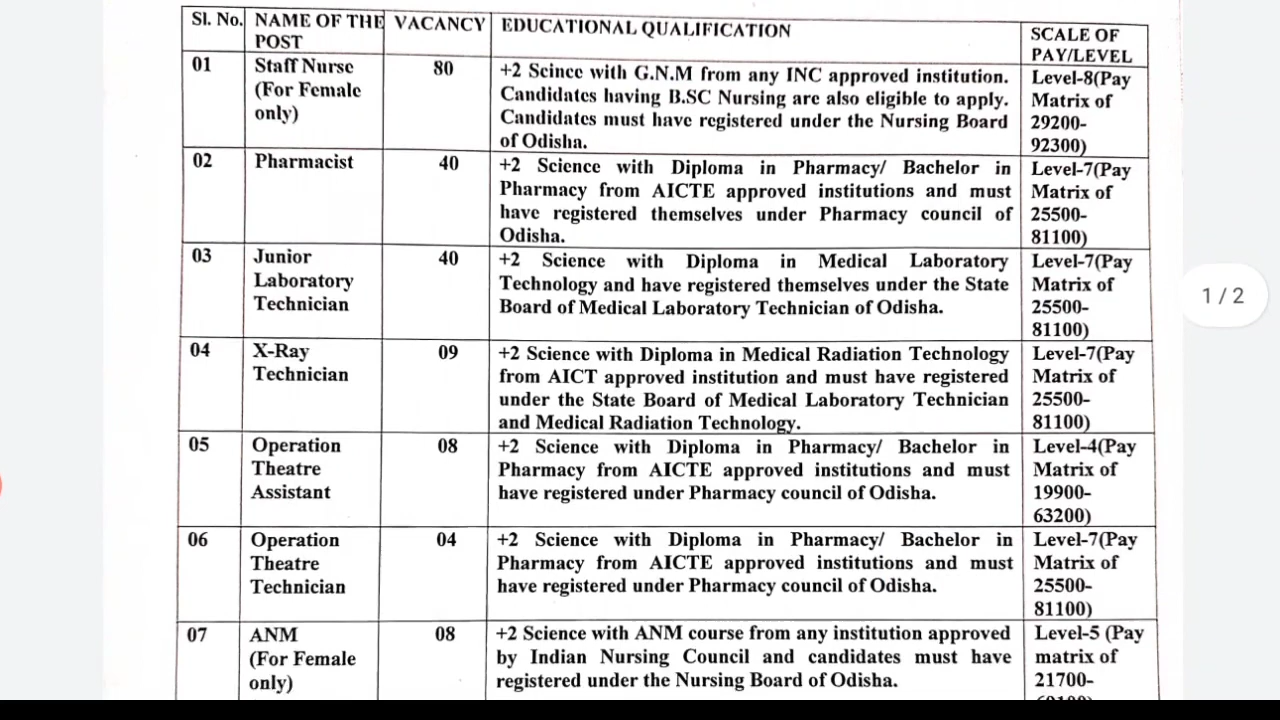 Sl. No.
NAME OF THE
POST
VACANCY
EDUCATIONAL QUALIFICATION
SCALE OF
PAY/LEVEL
01
Staff Nurse
(For Female
only)
80
+2 Scince with G.N.M from any INC approved institution.
Candidates having B.SC Nursing are also eligible to apply.
Candidates must have registered under the Nursing Board
of Odisha.
Level-8(Pay
Matrix of
29200-
92300)
02
Pharmacist
40
+2 Science with Diploma in Pharmacy/ Bachelor in
Pharmacy from AICTE approved institutions and must
have registered themselves under Pharmacy council of
Odisha.
Level-7(Pay
Matrix of
25500-
81100)
03
Junior
Laboratory
Technician
40
+2 Science with Diploma in Medical Laboratory
Technology and have registered themselves under the State
Board of Medical Laboratory Technician of Odisha.
Level-7(Pay
Matrix of
25500-
81100)
04
X-Ray
Technician
09
+2 Science with Diploma in Medical Radiation Technology
from AICT approved institution and must have registered
under the State Board of Medical Laboratory Technician
and Medical Radiation Technology.
Level-7(Pay
Matrix of
25500-
81100)
05
Operation
Theatre
Assistant
08
+2 Science with Diploma in Pharmacy/ Bachelor in
Pharmacy from AICTE approved institutions and must
have registered under Pharmacy council of Odisha.
Level-4(Pay
Matrix of
19900-
63200)
06
Operation
Theatre
Technician
04
+2 Science with Diploma in Pharmacy/ Bachelor in
Pharmacy from AICTE approved institutions and must
have registered under Pharmacy council of Odisha.
Level-7(Pay
Matrix of
25500-
81100)
07
ANM
(For Female
only)
08
+2 Science with ANM course from any institution approved
by Indian Nursing Council and candidates must have
registered under the Nursing Board of Odisha.
Level-5 (Pay
matrix of
21700-
1 / 2